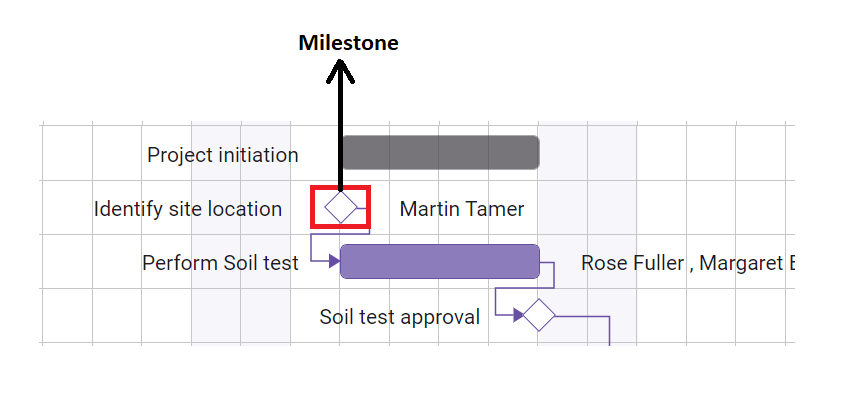 Milestone
Project initiation
Identify site location Martin Tamer
Perform Soil test Rose Fuller , Margaret
Soil test approval